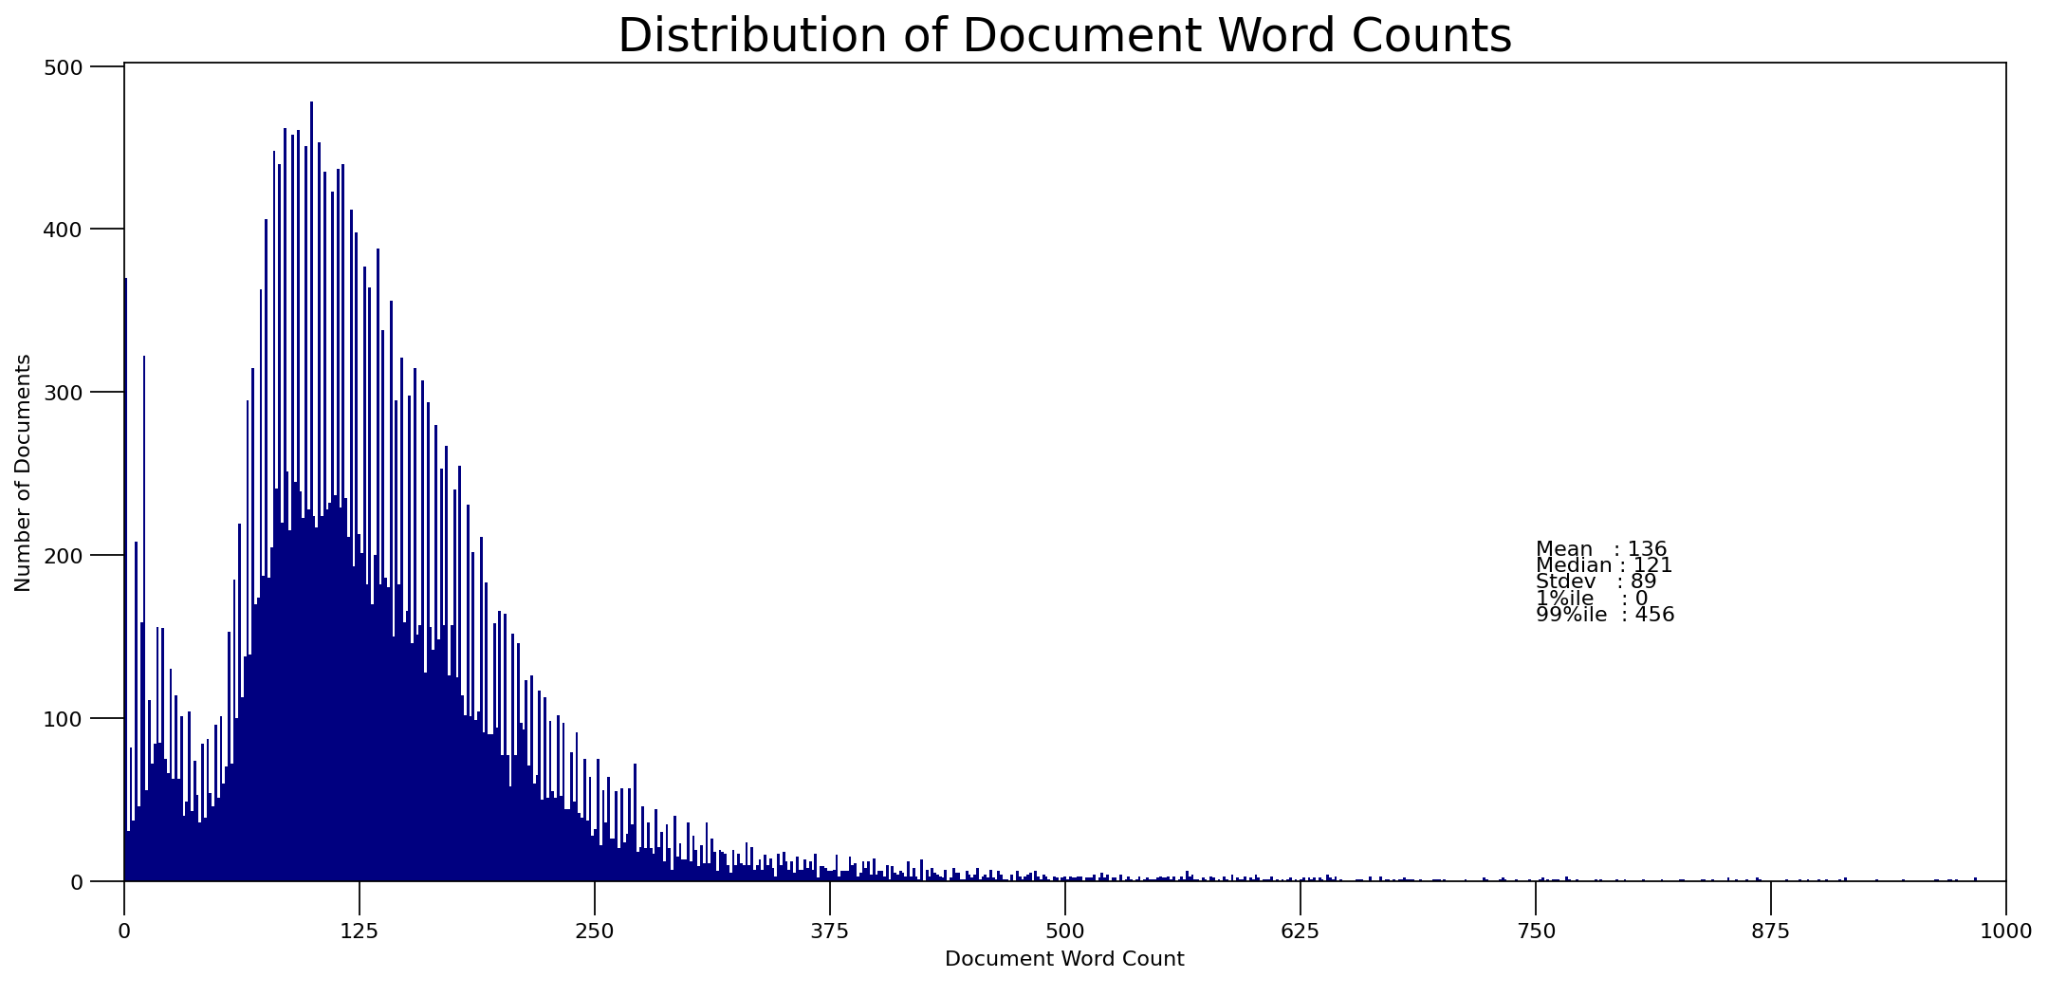 Distribution of Document Word Counts
500
400
300
200
100
0
Number of Documents
Mean : 136
Median : 121
Stdev : 89
1%ile : 0
99%ile : 456
0 125 250 375 500 625 750 875 1000
Document Word Count